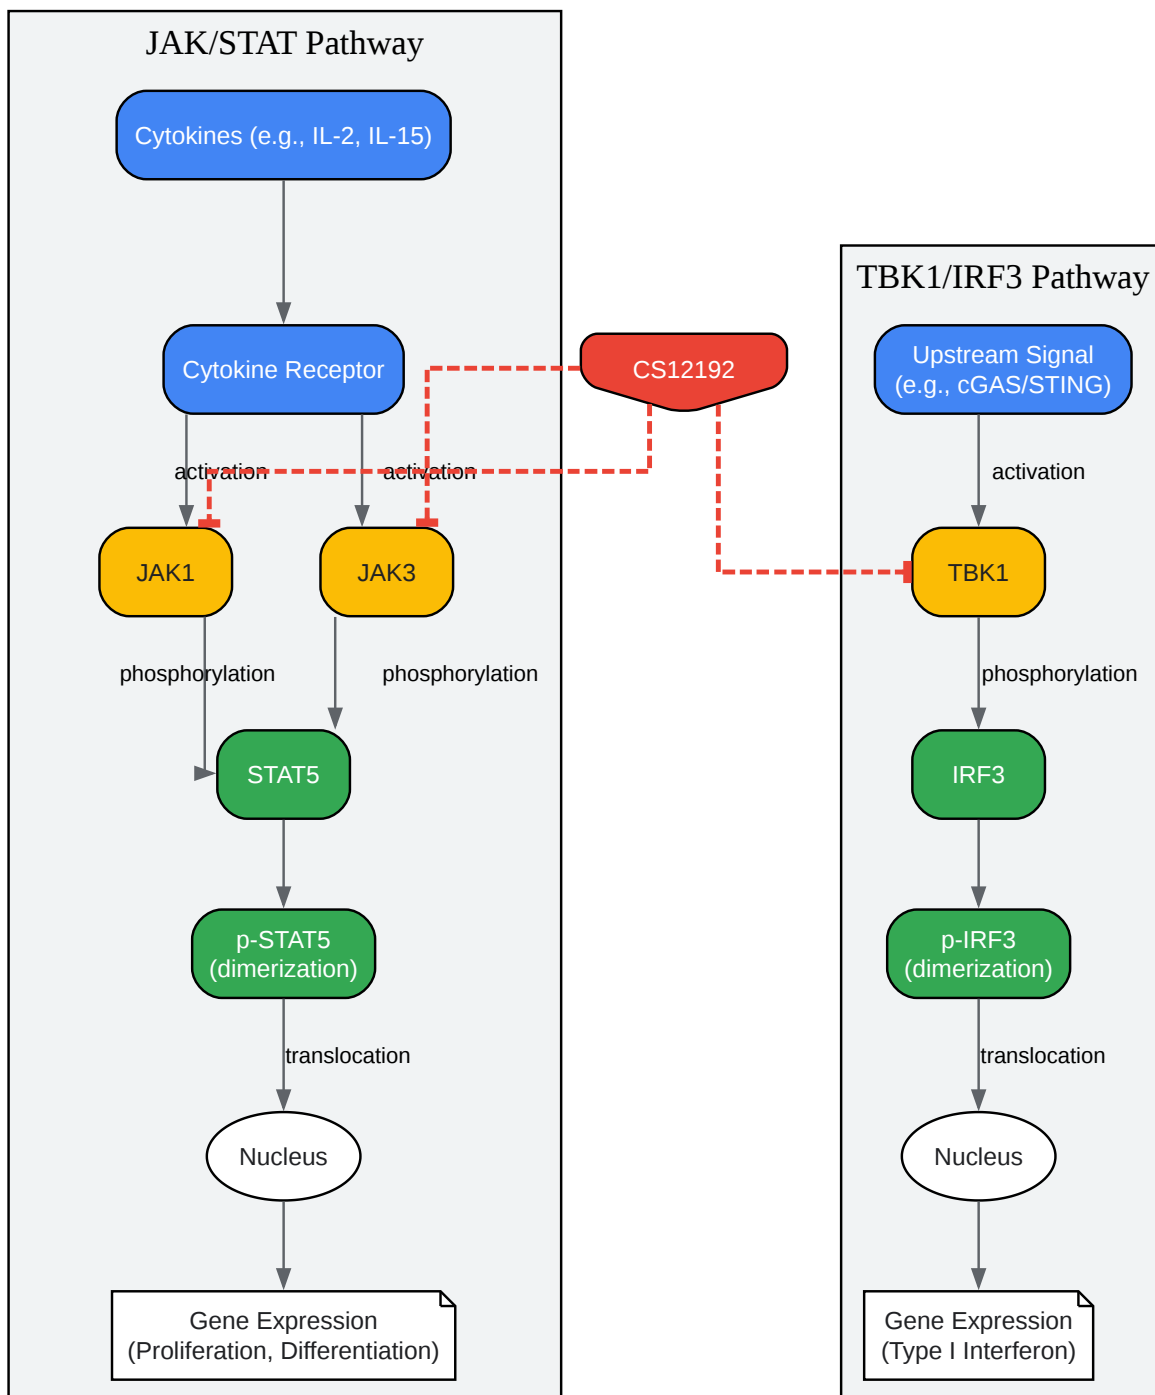 JAK/STAT Pathway
Cytokines (e.g., IL-2, IL-15)
Cytokine Receptor
activation
activation
JAK1
JAK3
phosphorylation
phosphorylation
STAT5
p-STAT5
(dimerization)
translocation
Nucleus
Gene Expression
(Proliferation, Differentiation)
CS12192
TBK1/IRF3 Pathway
Upstream Signal
(e.g., cGAS/STING)
activation
TBK1
phosphorylation
IRF3
p-IRF3
(dimerization)
translocation
Nucleus
Gene Expression
(Type I Interferon)